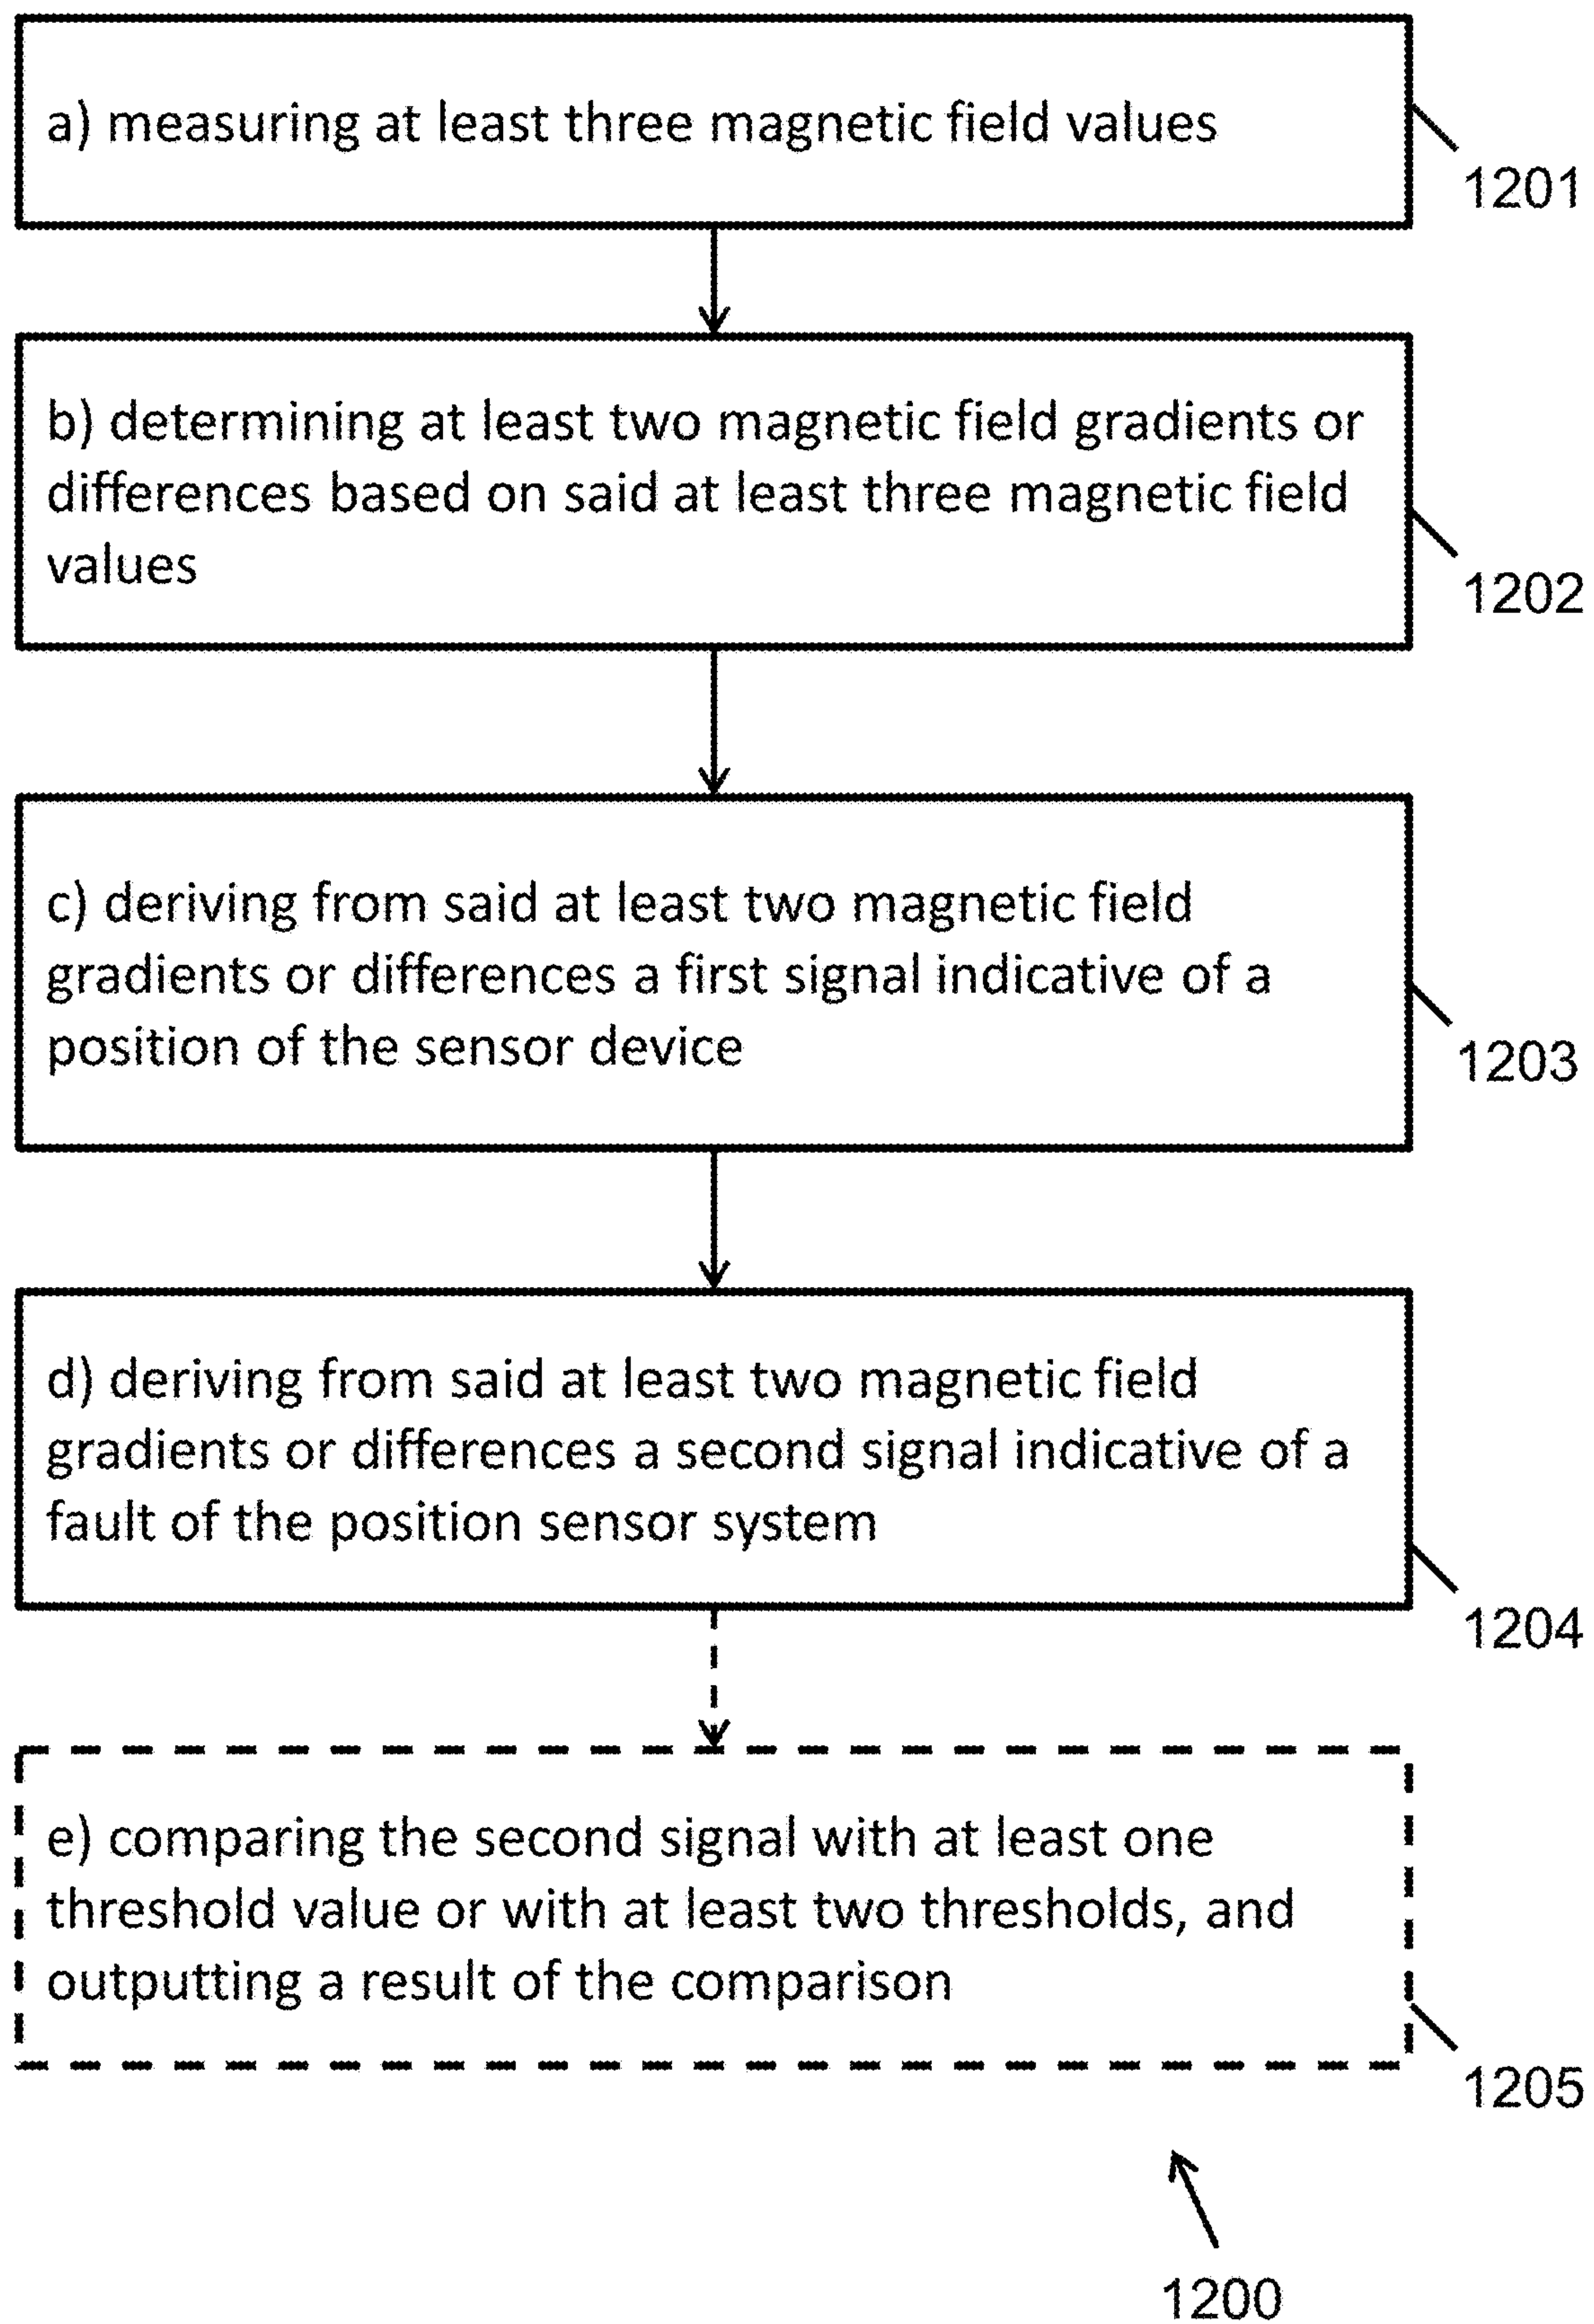 a) measuring at least three magnetic field values
1201
b) determining at least two magnetic field gradients or
differences based on said at least three magnetic field
values
1202
c) deriving from said at least two magnetic field
gradients or differences a first signal indicative of a
position of the sensor device
1203
d) deriving from said at least two magnetic field
gradients or differences a second signal indicative of a
fault of the position sensor system
1204
e) comparing the second signal with at least one
threshold value or with at least two thresholds, and
outputting a result of the comparison
1205
1200